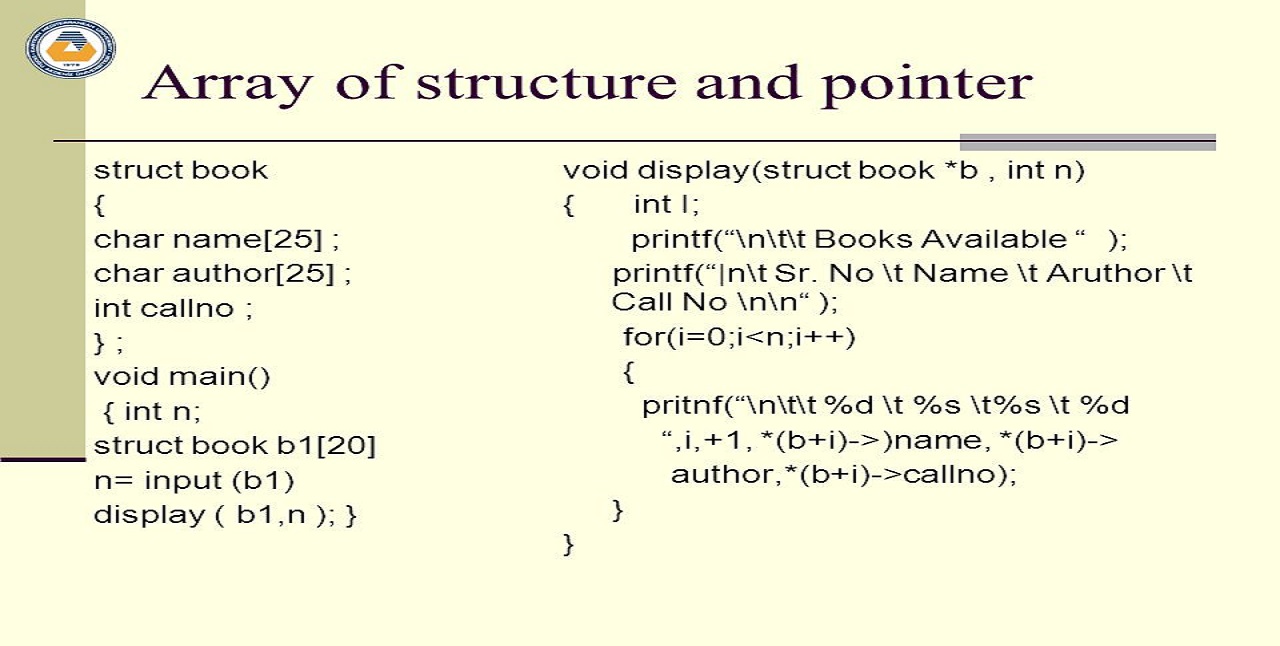 Array of structure and pointer
struct book
{
char name[25] ;
char author[25] ;
int callno ;
} ;
void main()
{ int n;
struct book b1[20]
n= input (b1)
display ( b1,n ); }
void display(struct book *b , int n)
{ int I;
printf(“\n\t\t Books Available “ );
printf(“|n\t Sr. No \t Name \t Aruthor \t
Call No \n\n“ );
for(i=0;i<n;i++)
{
pritnf(“\n\t\t %d \t %s \t%s \t %d
“,i,+1, *(b+i)->)name, *(b+i)->
author,*(b+i)->callno);
}
}